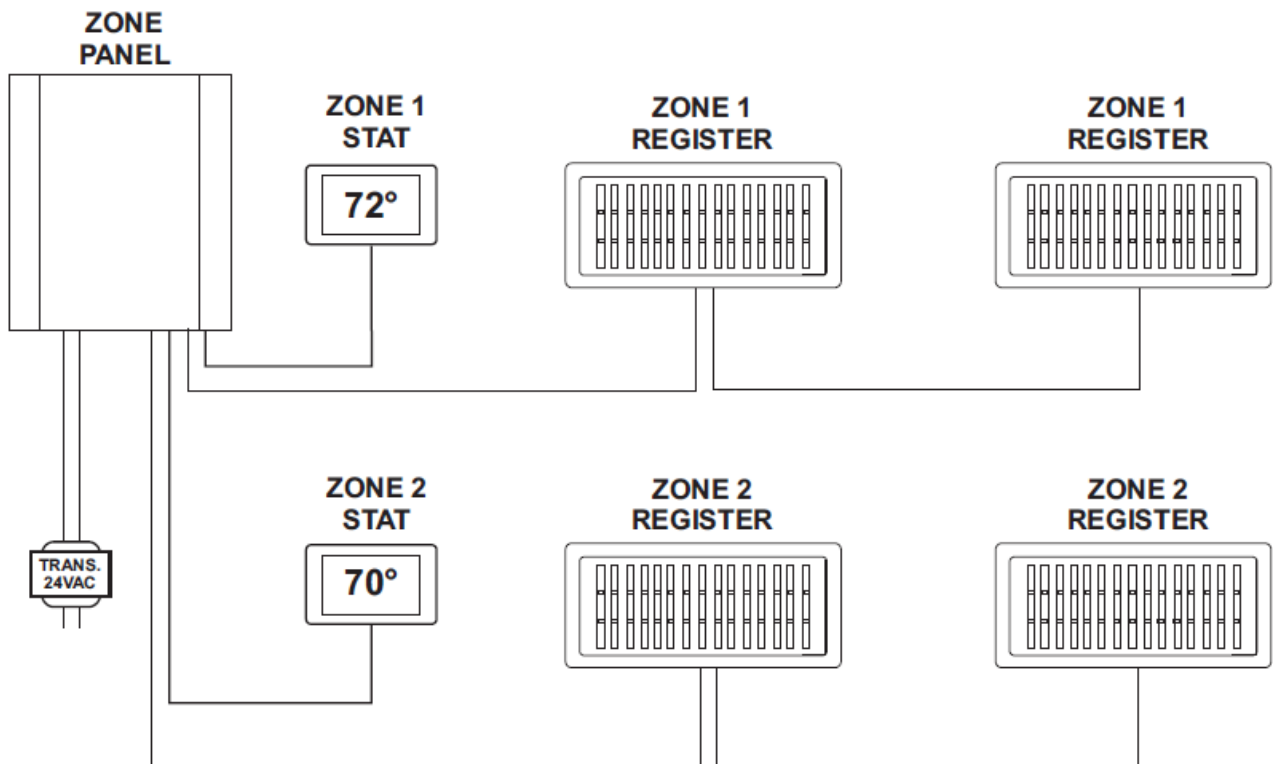 ZONE
PANEL
ZONE 1
STAT
72°
ZONE 1
REGISTER
ZONE 1
REGISTER
ZONE 2
STAT
70°
ZONE 2
REGISTER
ZONE 2
REGISTER
TRANS.
24VAC